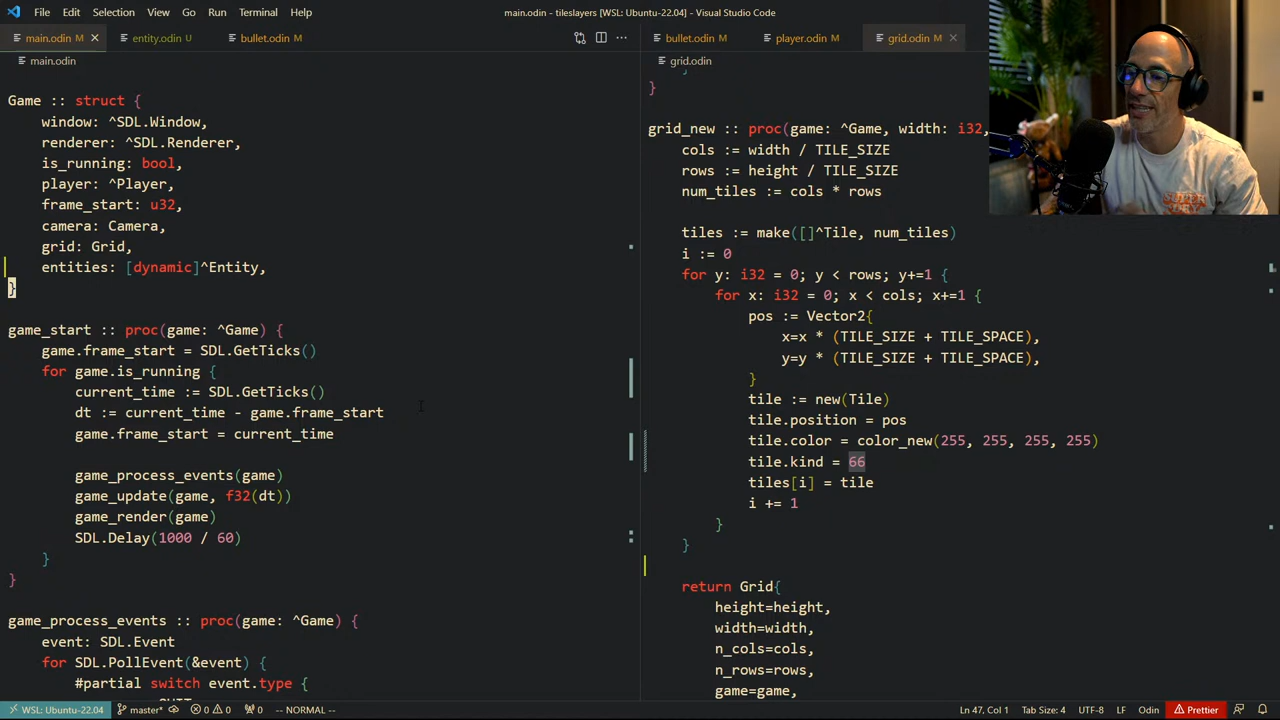 File Edit Selection View Go Run Terminal Help
main.odin - tileslayers [WSL: Ubuntu-22.04] - Visual Studio Code
main.odin M
entity.odin U
bullet.odin M
main.odin
Game :: struct {
window: ^SDL.Window,
renderer: ^SDL.Renderer,
is_running: bool,
player: ^Player,
frame_start: u32,
camera: Camera,
grid: Grid,
entities: [dynamic]^Entity,
}
game_start :: proc(game: ^Game) {
game.frame_start = SDL.GetTicks()
for game.is_running {
current_time := SDL.GetTicks()
dt := current_time - game.frame_start
game.frame_start = current_time
game_process_events(game)
game_update(game, f32(dt))
game_render(game)
SDL.Delay(1000 / 60)
}
}
game_process_events :: proc(game: ^Game) {
event: SDL.Event
for SDL.PollEvent(&event) {
#partial switch event.type {
bullet.odin M
player.odin M
grid.odin M
grid.odin
}
grid_new :: proc(game: ^Game, width: i32,
cols := width / TILE_SIZE
rows := height / TILE_SIZE
num_tiles := cols * rows
tiles := make([]^Tile, num_tiles)
i := 0
for y: i32 = 0; y < rows; y+=1 {
for x: i32 = 0; x < cols; x+=1 {
pos := Vector2{
x=x * (TILE_SIZE + TILE_SPACE),
y=y * (TILE_SIZE + TILE_SPACE),
}
tile := new(Tile)
tile.position = pos
tile.color = color_new(255, 255, 255, 255)
tile.kind = 66
tiles[i] = tile
i += 1
}
}
return Grid{
height=height,
width=width,
n_cols=cols,
n_rows=rows,
game=game,
WSL: Ubuntu-22.04 master* 0 0 0 -- NORMAL -- Ln 47, Col 1 Tab Size: 4 UTF-8 LF Odin Prettier